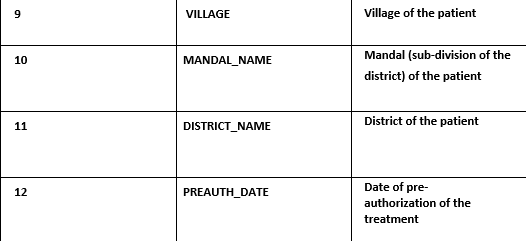 9 VILLAGE Village of the patient
10 MANDAL_NAME Mandal (sub-division of the
district) of the patient
11 DISTRICT_NAME District of the patient
12 PREAUTH_DATE Date of pre-
authorization of the
treatment